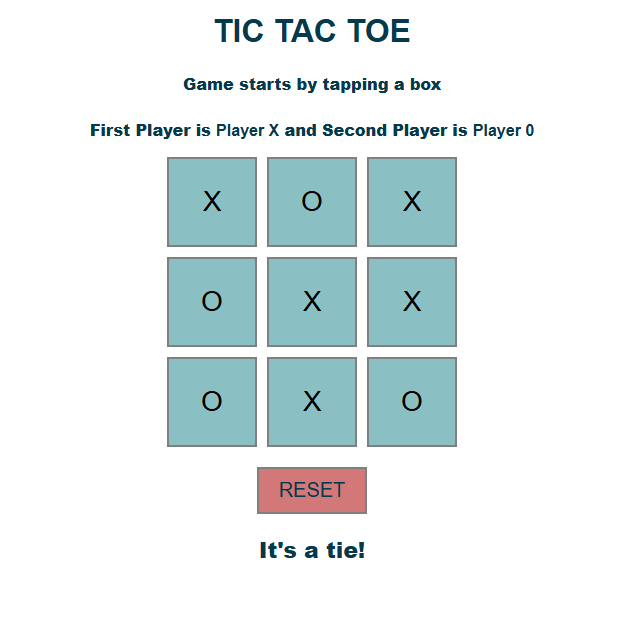 TIC TAC TOE
Game starts by tapping a box
First Player is Player X and Second Player is Player 0
X O X
O X X
O X O
RESET
It's a tie!